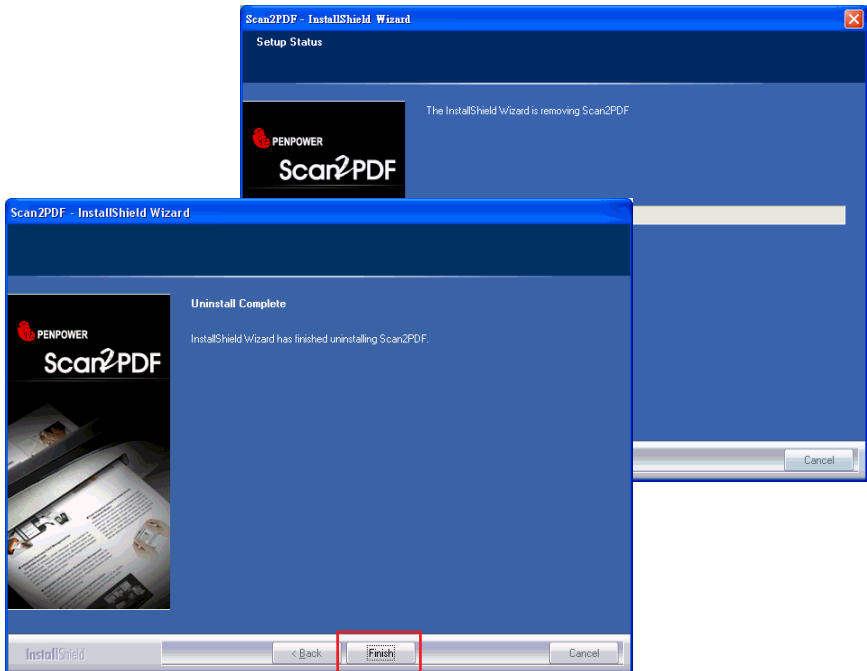 Scan2PDF - InstallShield Wizard
Setup Status
The InstallShield Wizard is removing Scan2PDF
PENPOWER
Scan2PDF
Cancel
Scan2PDF - InstallShield Wizard
Uninstall Complete
InstallShield Wizard has finished uninstalling Scan2PDF.
PENPOWER
Scan2PDF
InstallShield
< Back
Finish
Cancel